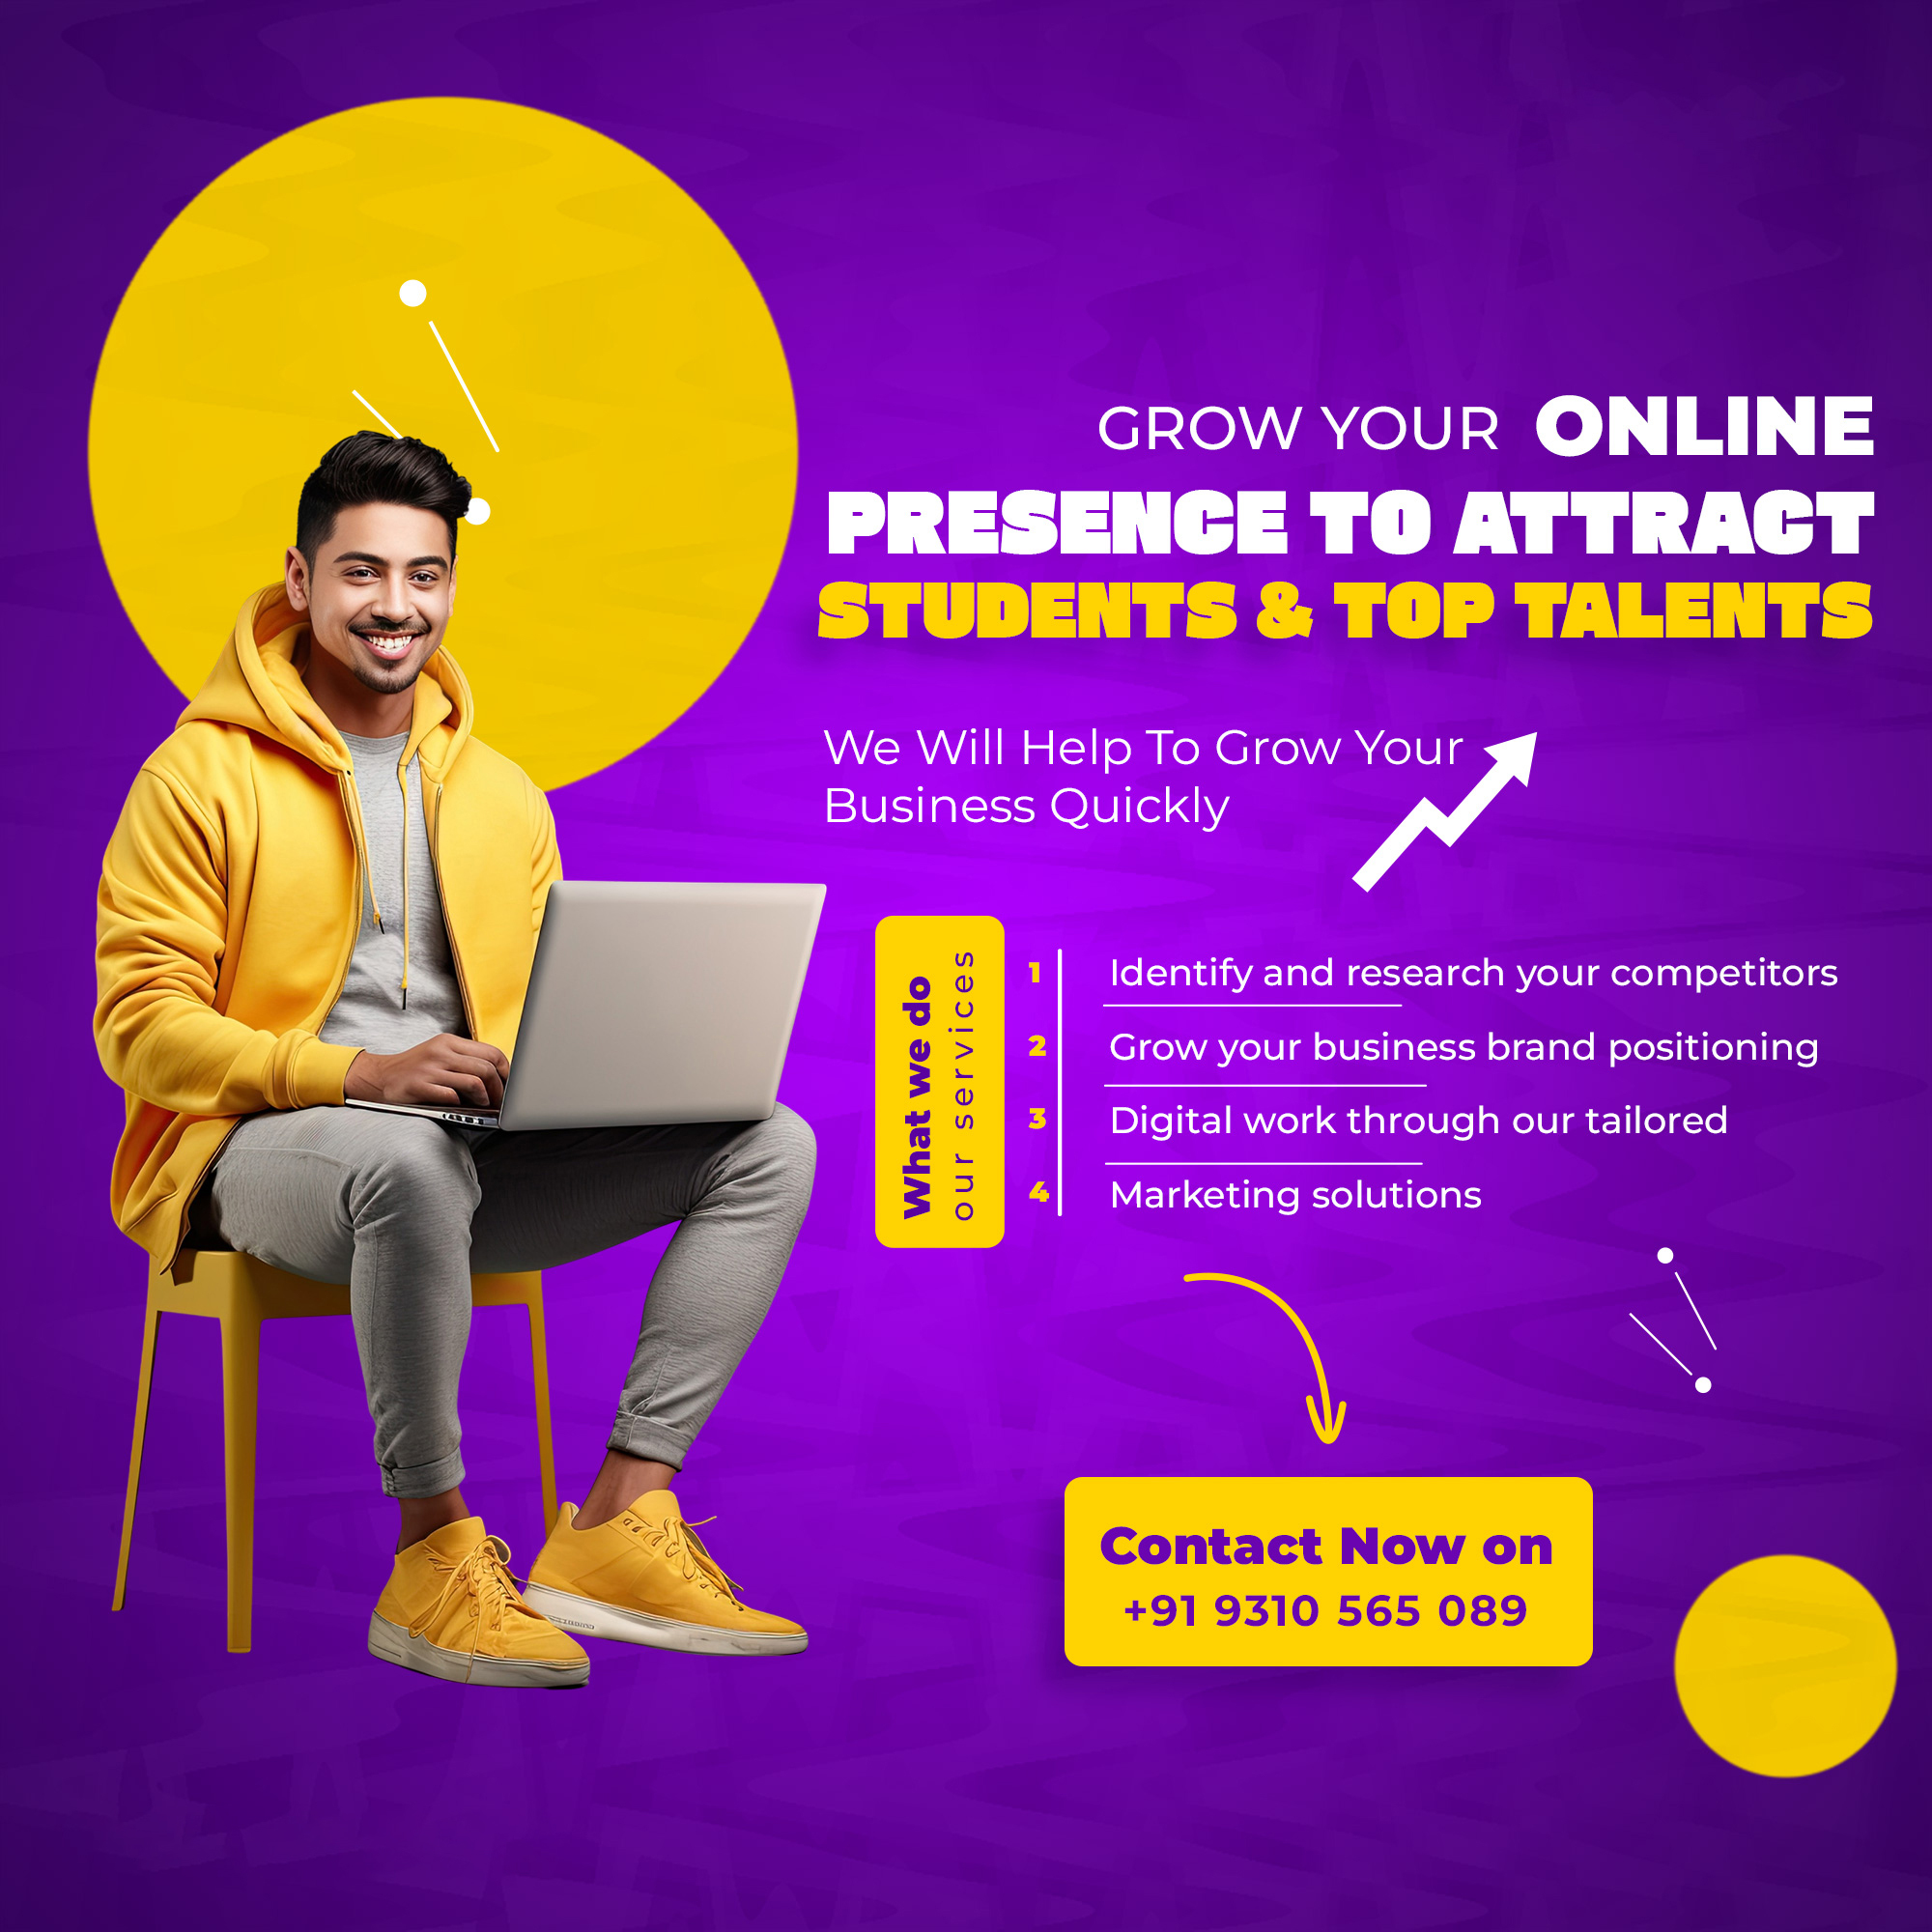 GROW YOUR ONLINE
PRESENCE TO ATTRACT
STUDENTS & TOP TALENTS
We Will Help To Grow Your
Business Quickly
What we do
our services
1 Identify and research your competitors
2 Grow your business brand positioning
3 Digital work through our tailored
4 Marketing solutions
Contact Now on
+91 9310 565 089